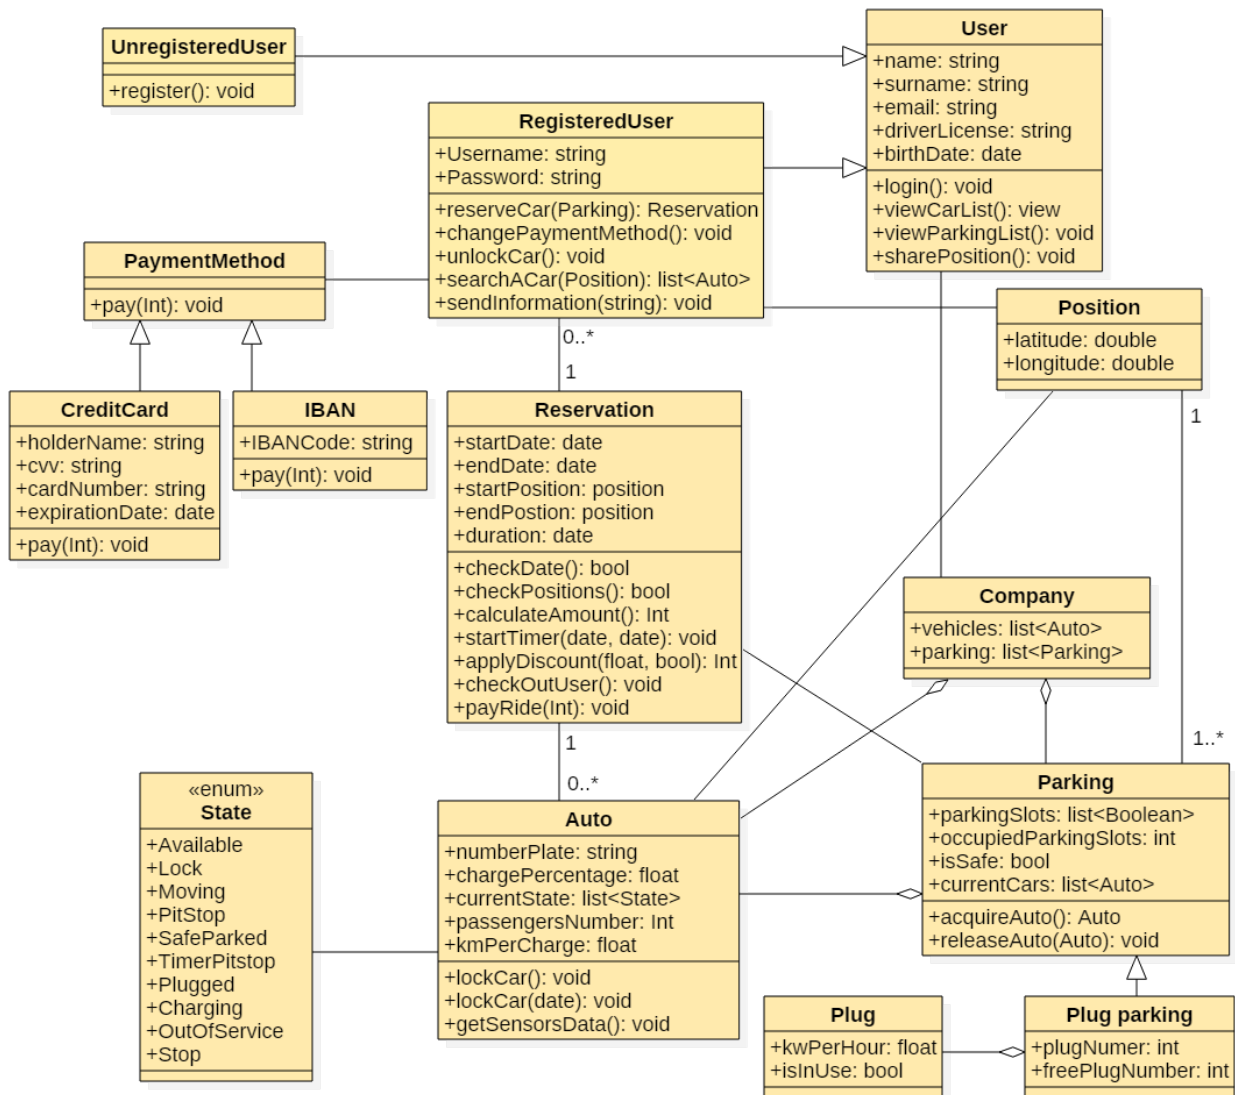 UnregisteredUser
+register(): void
User
+name: string
+surname: string
+email: string
+driverLicense: string
+birthDate: date
+login(): void
+viewCarList(): view
+viewParkingList(): void
+sharePosition(): void
RegisteredUser
+Username: string
+Password: string
+reserveCar(Parking): Reservation
+changePaymentMethod(): void
+unlockCar(): void
+searchACar(Position): list<Auto>
+sendInformation(string): void
PaymentMethod
+pay(Int): void
Position
+latitude: double
+longitude: double
0..*
1
1
CreditCard
+holderName: string
+cvv: string
+cardNumber: string
+expirationDate: date
+pay(Int): void
IBAN
+IBANCode: string
+pay(Int): void
Reservation
+startDate: date
+endDate: date
+startPosition: position
+endPostion: position
+duration: date
+checkDate(): bool
+checkPositions(): bool
+calculateAmount(): Int
+startTimer(date, date): void
+applyDiscount(float, bool): Int
+checkOutUser(): void
+payRide(Int): void
Company
+vehicles: list<Auto>
+parking: list<Parking>
1
0..*
1..*
«enum»
State
+Available
+Lock
+Moving
+PitStop
+SafeParked
+TimerPitstop
+Plugged
+Charging
+OutOfService
+Stop
Auto
+numberPlate: string
+chargePercentage: float
+currentState: list<State>
+passengersNumber: Int
+kmPerCharge: float
+lockCar(): void
+lockCar(date): void
+getSensorsData(): void
Parking
+parkingSlots: list<Boolean>
+occupiedParkingSlots: int
+isSafe: bool
+currentCars: list<Auto>
+acquireAuto(): Auto
+releaseAuto(Auto): void
Plug
+kwPerHour: float
+isInUse: bool
Plug parking
+plugNumer: int
+freePlugNumber: int